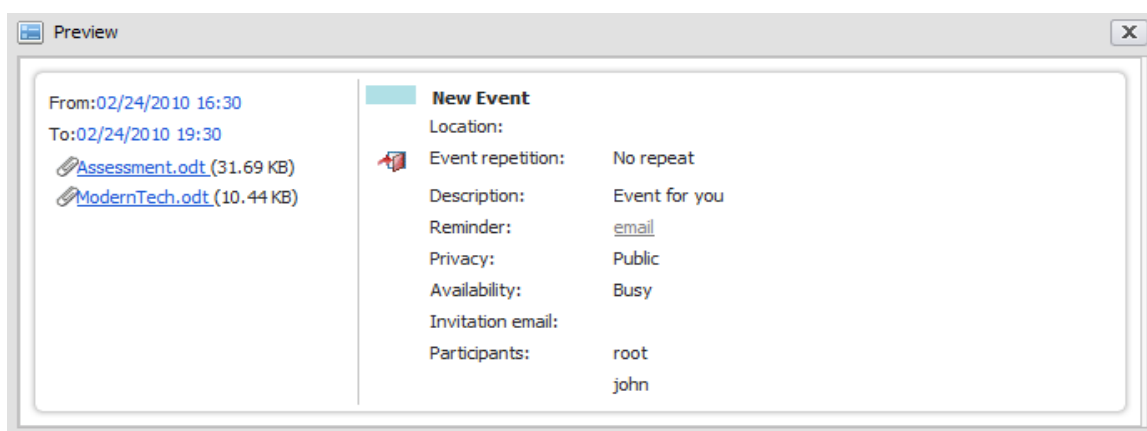 Preview
From:02/24/2010 16:30
To:02/24/2010 19:30
Assessment.odt (31.69 KB)
ModernTech.odt (10.44 KB)
New Event
Location:
Event repetition: No repeat
Description: Event for you
Reminder: email
Privacy: Public
Availability: Busy
Invitation email:
Participants: root
john